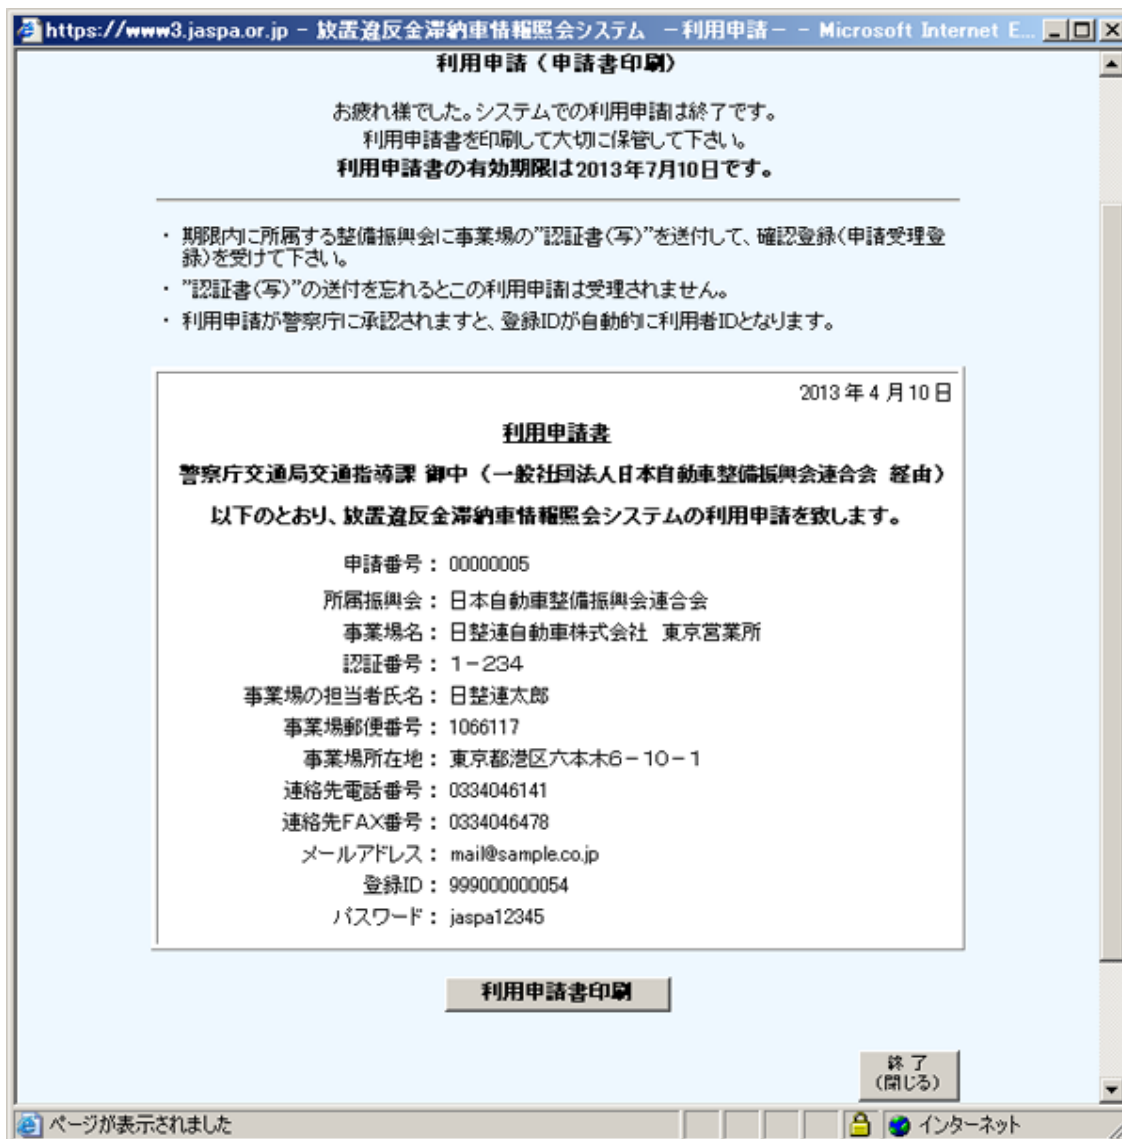 https://www3.jaspa.or.jp - 放置違反金滞納車情報照会システム －利用申請－ - Microsoft Internet E...
利用申請（申請書印刷）
お疲れ様でした。システムでの利用申請は終了です。
利用申請書を印刷して大切に保管して下さい。
利用申請書の有効期限は2013年7月10日です。
・ 期限内に所属する整備振興会に事業場の”認証書（写）”を送付して、確認登録（申請受理登
録）を受けて下さい。
・ ”認証書（写）”の送付を忘れるとこの利用申請は受理されません。
・ 利用申請が警察庁に承認されますと、登録IDが自動的に利用者IDとなります。
2013 年 4 月 10 日
利用申請書
警察庁交通局交通指導課 御中 （一般社団法人日本自動車整備振興会連合会 経由）
以下のとおり、放置違反金滞納車情報照会システムの利用申請を致します。
申請番号： 00000005
所属振興会： 日本自動車整備振興会連合会
事業場名： 日整連自動車株式会社　東京営業所
認証番号： １－２３４
事業場の担当者氏名： 日整連太郎
事業場郵便番号： 1066117
事業場所在地： 東京都港区六本木６－１０－１
連絡先電話番号： 0334046141
連絡先FAX番号： 0334046478
メールアドレス： mail@sample.co.jp
登録ID： 999000000054
パスワード： jaspa12345
利用申請書印刷
終 了
（閉じる）
ページが表示されました
インターネット